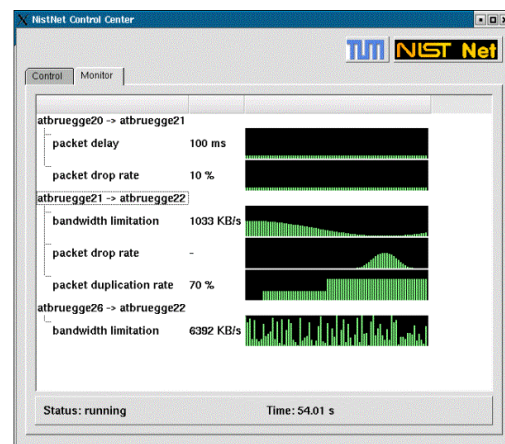 NistNet Control Center
TUM NIST Net
Control Monitor
atbruegge20 -> atbruegge21
packet delay 100 ms
packet drop rate 10 %
atbruegge21 -> atbruegge22
bandwidth limitation 1033 KB/s
packet drop rate -
packet duplication rate 70 %
atbruegge26 -> atbruegge22
bandwidth limitation 6392 KB/s
Status: running Time: 54.01 s